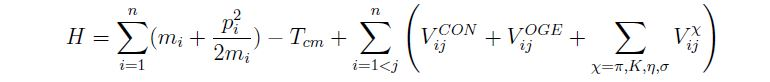 H = \sum_{i=1}^{n} (m_i + \frac{p_i^2}{2m_i}) - T_{cm} + \sum_{i=1<j}^{n} \left( V_{ij}^{CON} + V_{ij}^{OGE} + \sum_{\chi=\pi,K,\eta,\sigma} V_{ij}^{\chi} \right)